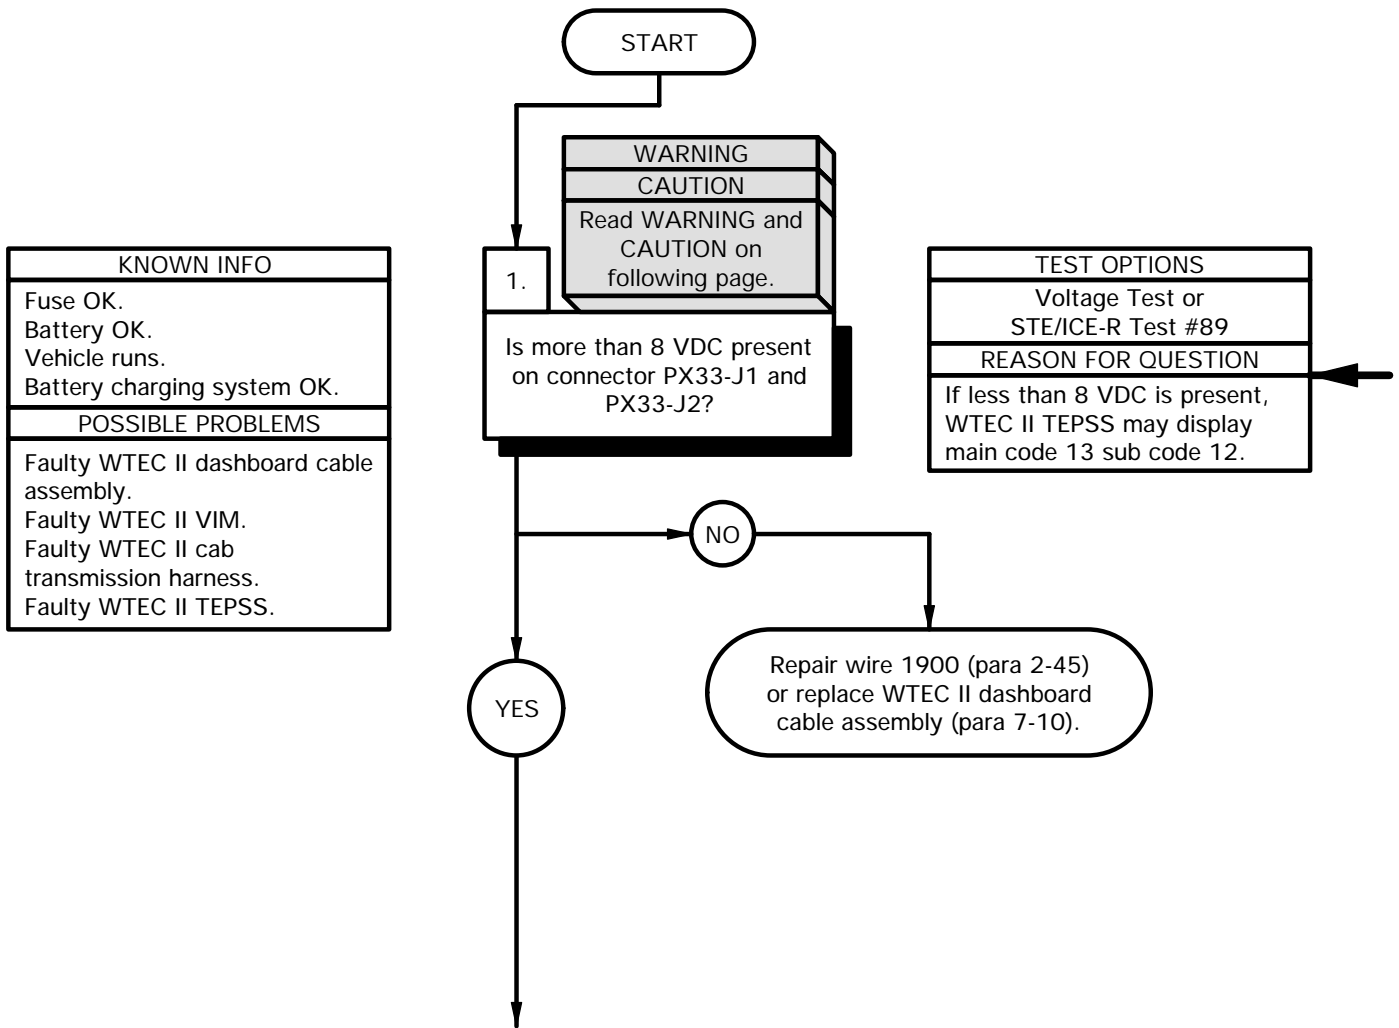 START
WARNING
CAUTION
Read WARNING and
CAUTION on
following page.
KNOWN INFO
Fuse OK.
Battery OK.
Vehicle runs.
Battery charging system OK.
POSSIBLE PROBLEMS
Faulty WTEC II dashboard cable
assembly.
Faulty WTEC II VIM.
Faulty WTEC II cab
transmission harness.
Faulty WTEC II TEPSS.
1.
Is more than 8 VDC present
on connector PX33-J1 and
PX33-J2?
TEST OPTIONS
Voltage Test or
STE/ICE-R Test #89
REASON FOR QUESTION
If less than 8 VDC is present,
WTEC II TEPSS may display
main code 13 sub code 12.
NO
YES
Repair wire 1900 (para 2-45)
or replace WTEC II dashboard
cable assembly (para 7-10).